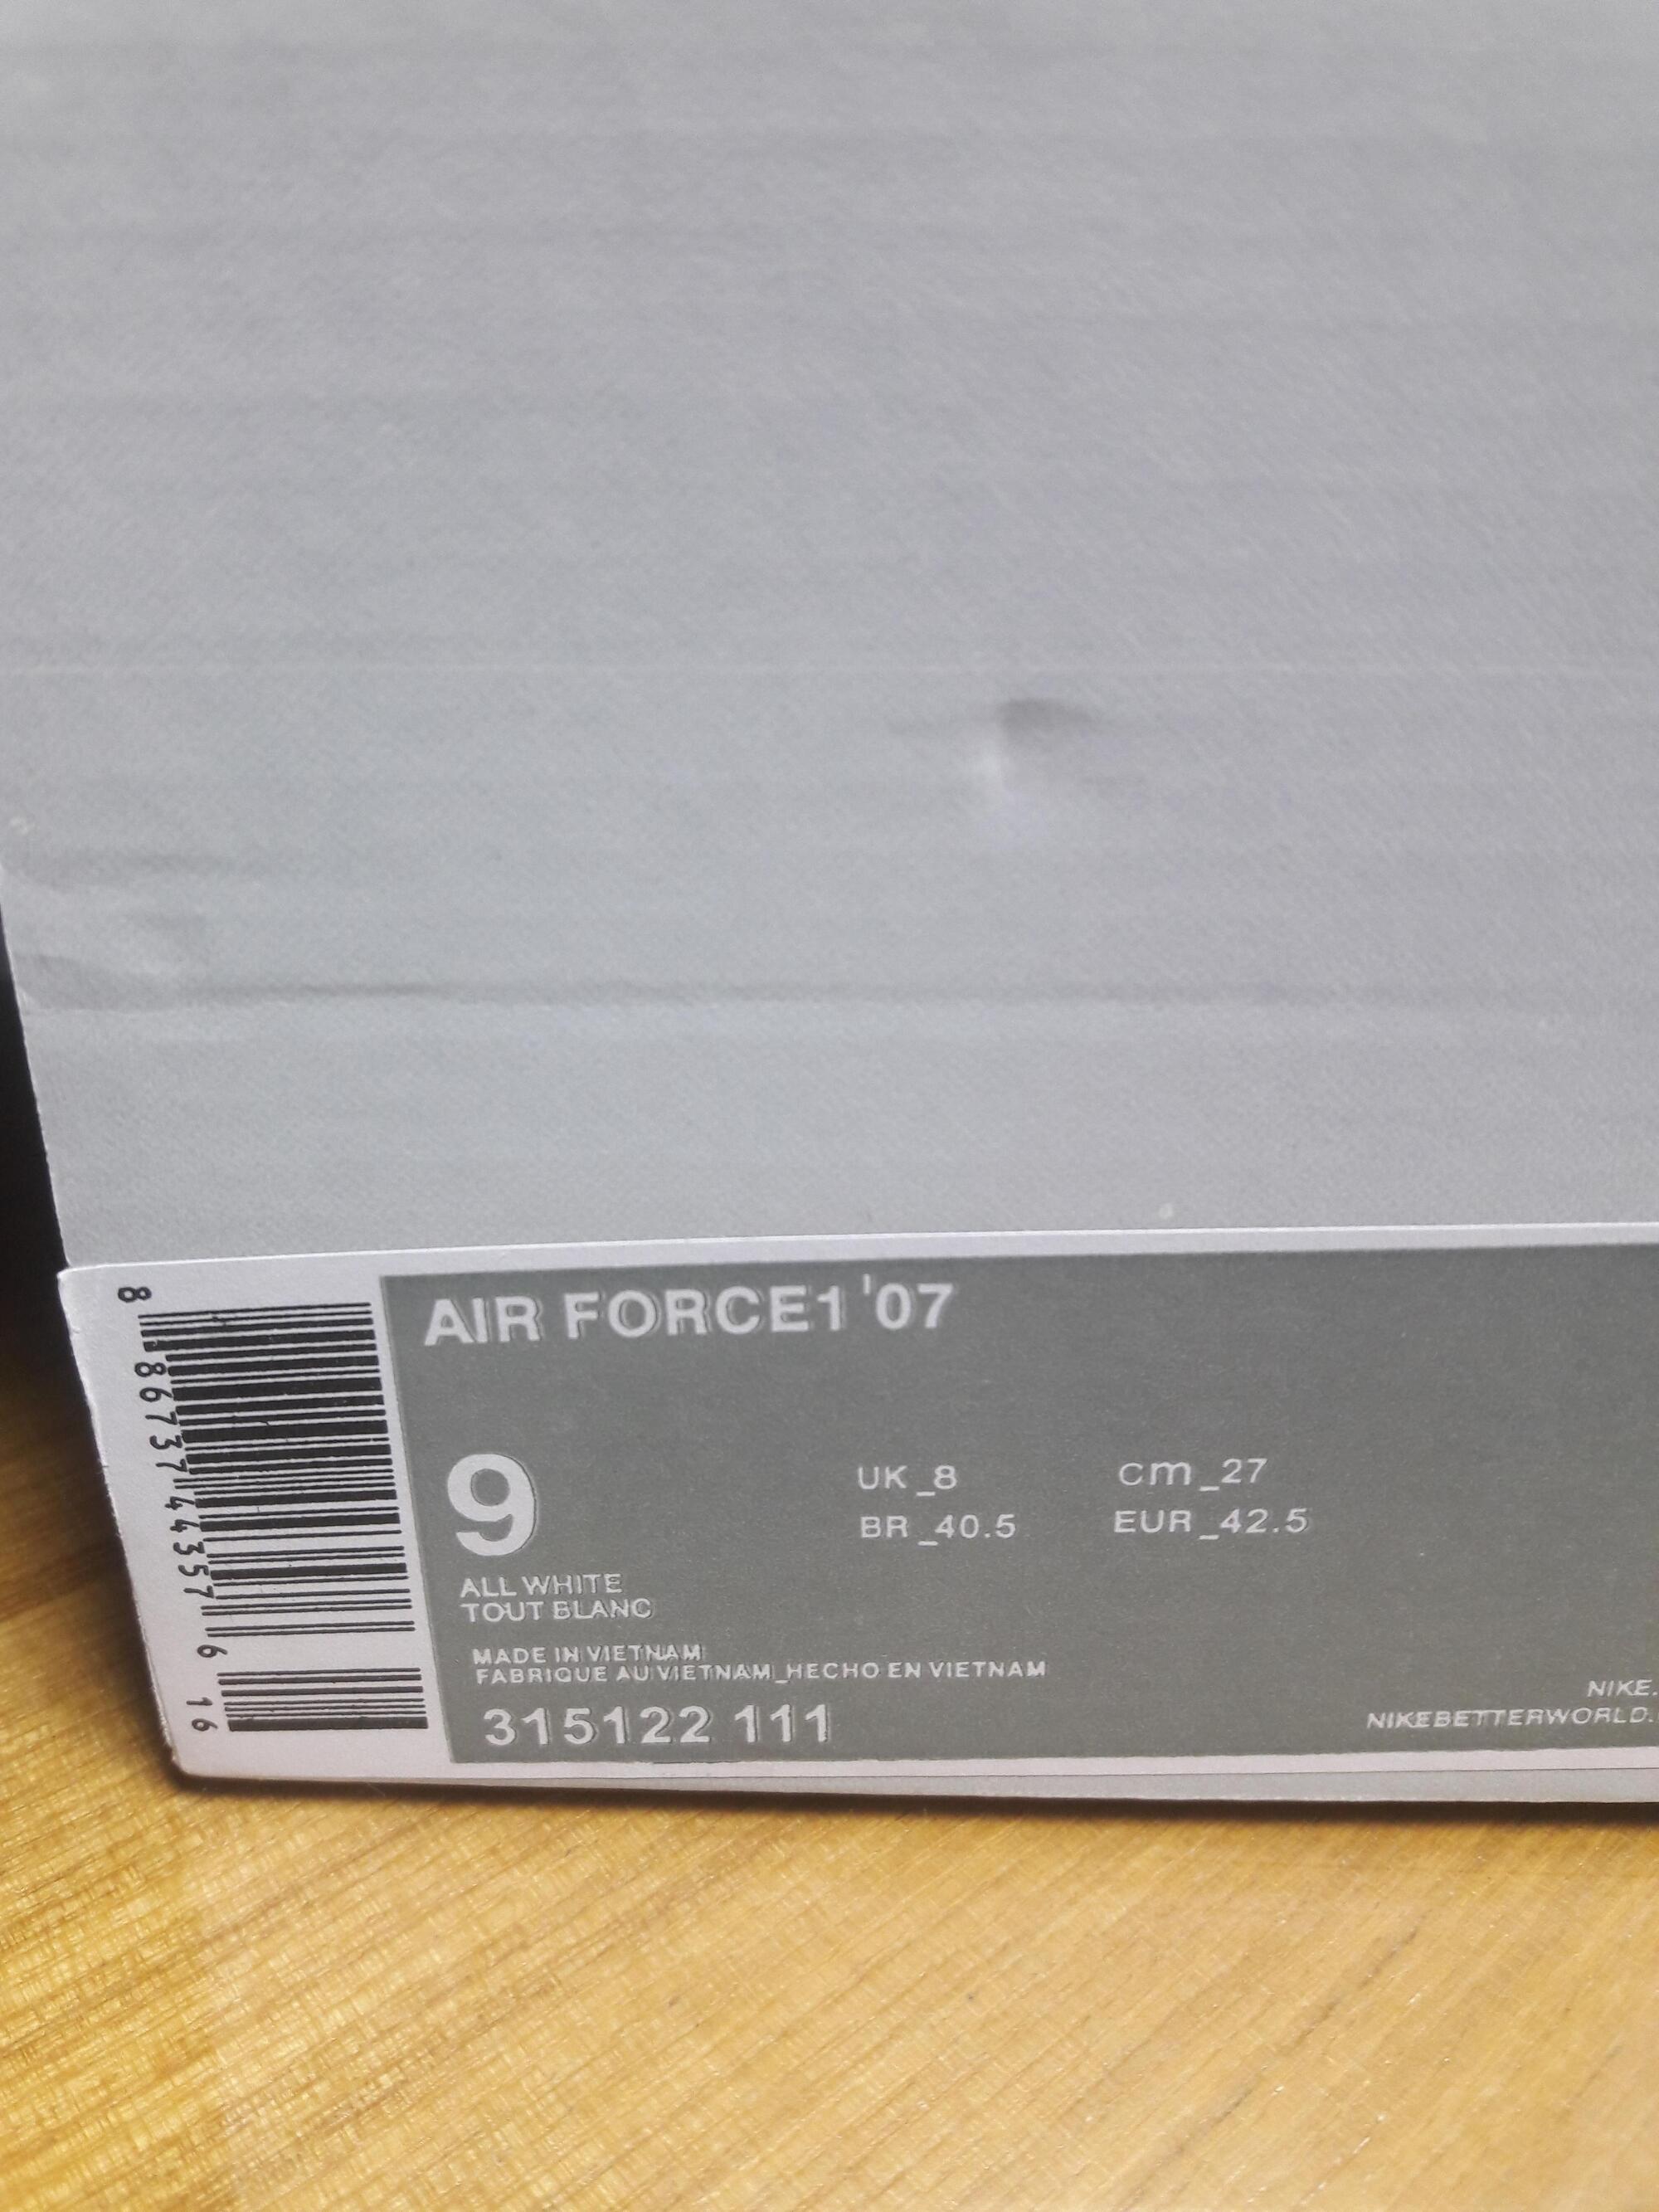 AIR FORCE1 '07
9
UK_8
cm_27
BR_40.5
EUR_42.5
ALL WHITE
TOUT BLANC
MADE IN VIETNAM
FABRIQUE AU VIETNAM_HECHO EN VIETNAM
315122 111
NIKE.
NIKEBETTERWORLD.
8 86737 44357 6 16